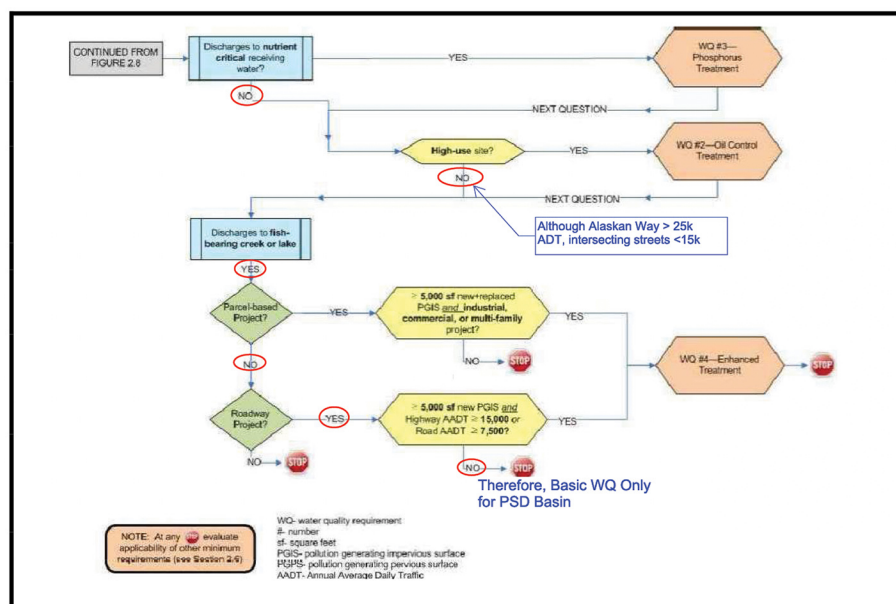 CONTINUED FROM
FIGURE 2.8
Discharges to nutrient
critical receiving
water?
YES
WQ #3—
Phosphorus
Treatment
NO
NEXT QUESTION
High-use site?
YES
WQ #2—Oil Control
Treatment
NO
NEXT QUESTION
Although Alaskan Way > 25k
ADT, intersecting streets <15k
Discharges to fish-
bearing creek or lake
YES
Parcel-based
Project?
YES
≥ 5,000 sf new+replaced
PGIS and industrial,
commercial, or multi-family
project?
YES
NO
STOP
WQ #4—Enhanced
Treatment
STOP
NO
Roadway
Project?
YES
≥ 5,000 sf new PGIS and
Highway AADT ≥ 15,000 or
Road AADT ≥ 7,500?
YES
NO
STOP
NO
STOP
Therefore, Basic WQ Only
for PSD Basin
NOTE: At any STOP evaluate
applicability of other minimum
requirements (see Section 2.6)
WQ- water quality requirement
#- number
sf- square feet
PGIS- pollution generating impervious surface
PGPS- pollution generating pervious surface
AADT- Annual Average Daily Traffic